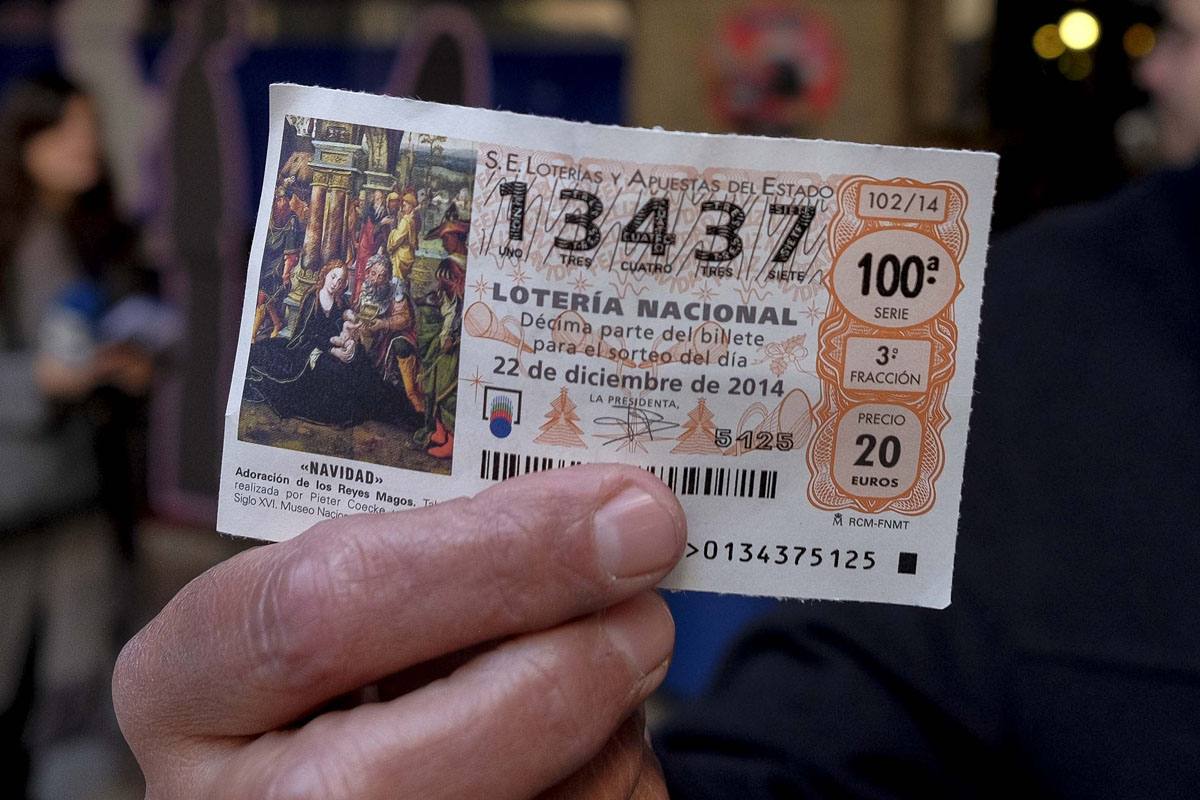 S.E. LOTERÍAS Y APUESTAS DEL ESTADO
13437
UNO TRES CUATRO TRES SIETE
LOTERÍA NACIONAL
Décima parte del billete
para el sorteo del día
22 de diciembre de 2014
LA PRESIDENTA,
5125
102/14
100ª
SERIE
3ª
FRACCIÓN
PRECIO
20
EUROS
RCM-FNMT
>0134375125
«NAVIDAD»
Adoración de los Reyes Magos.
realizada por Pieter Coecke
Siglo XVI. Museo